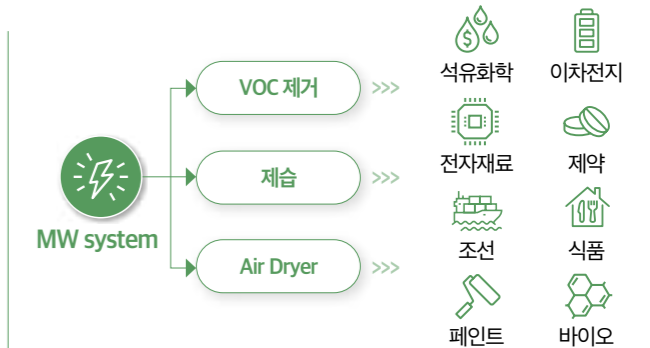 MW system
VOC 제거 >>>
제습 >>>
Air Dryer >>>
$
석유화학 이차전지
전자재료 제약
조선 식품
페인트 바이오